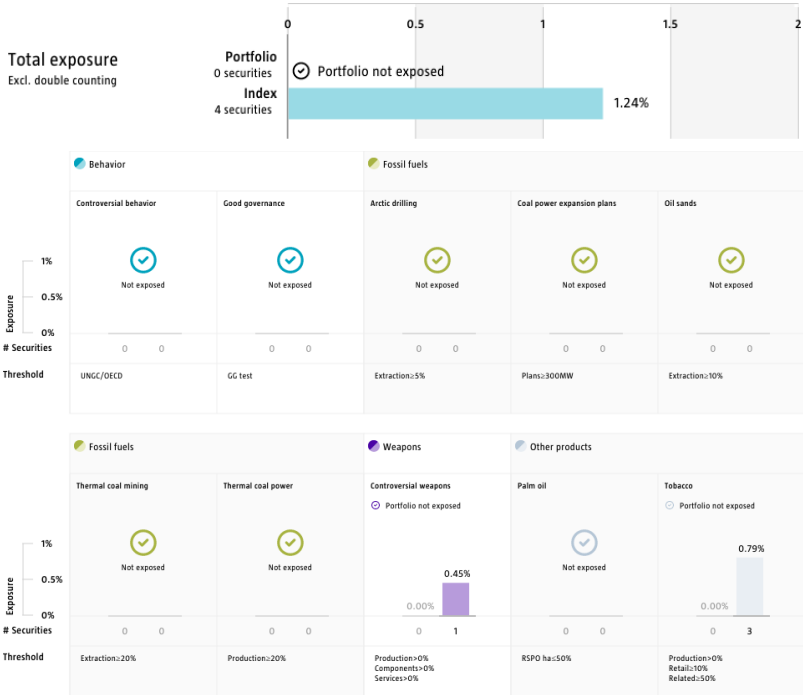 0 0.5 1 1.5 2
Total exposure
Excl. double counting
Portfolio
0 securities
Portfolio not exposed
Index
4 securities
1.24%
Behavior Fossil fuels
Controversial behavior Good governance Arctic drilling Coal power expansion plans Oil sands
Not exposed Not exposed Not exposed Not exposed Not exposed
Exposure
1%
0.5%
0%
# Securities 0 0 0 0 0 0 0 0 0 0
Threshold UNGC/OECD GG test Extraction≥5% Plans≥300MW Extraction≥10%
Fossil fuels Weapons Other products
Thermal coal mining Thermal coal power Controversial weapons Palm oil Tobacco
Portfolio not exposed Portfolio not exposed
Not exposed Not exposed Not exposed
0.00% 0.45% 0.00% 0.79%
Exposure
1%
0.5%
0%
# Securities 0 0 0 0 0 1 0 0 0 3
Threshold Extraction≥20% Production≥20% Production>0% RSPO ha≤50% Production>0%
Components>0% Retail≥10%
Services>0% Related≥50%